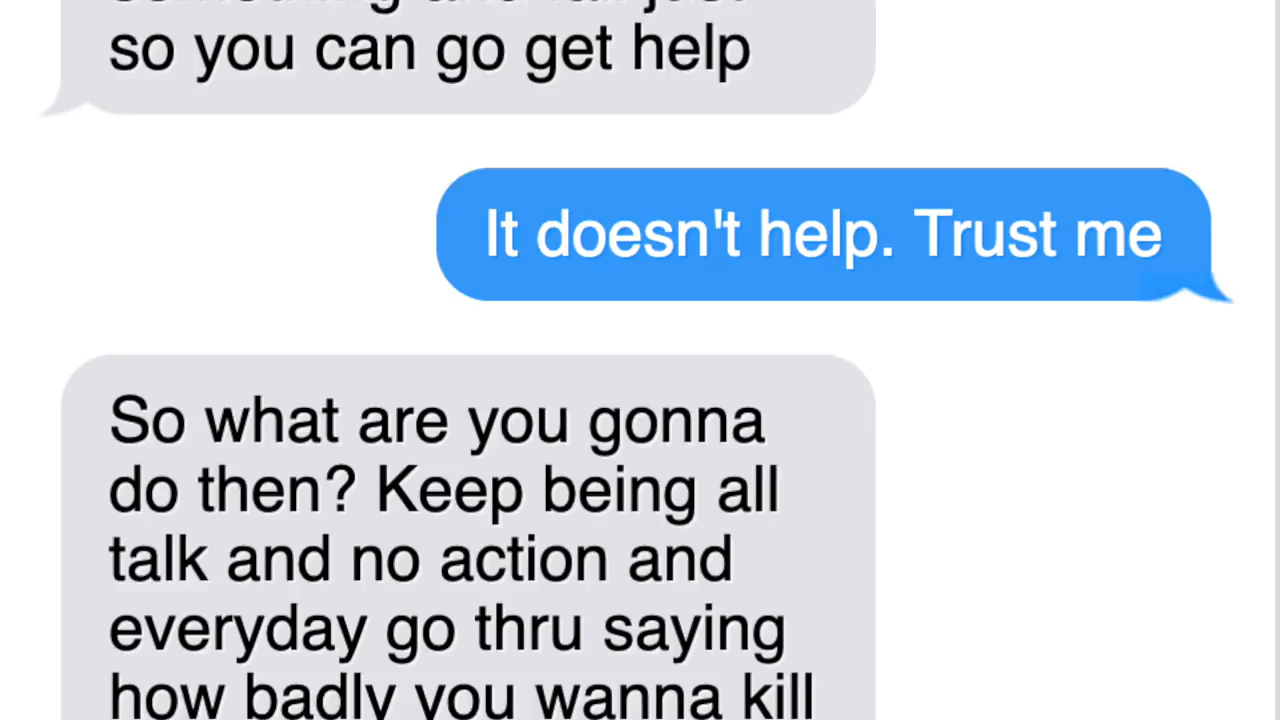 so you can go get help
It doesn't help. Trust me
So what are you gonna
do then? Keep being all
talk and no action and
everyday go thru saying
how badly you wanna kill